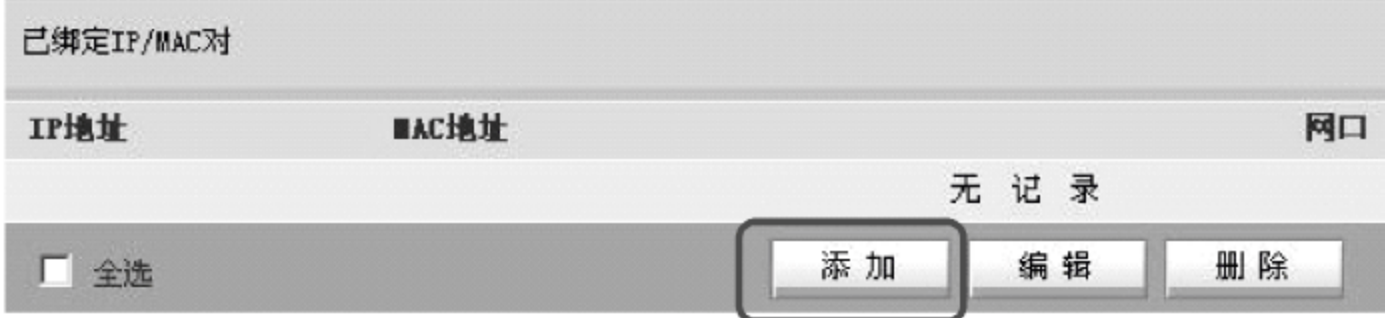 已绑定IP/MAC对
IP地址 MAC地址 网口
无 记 录
全选 添 加 编 辑 删 除